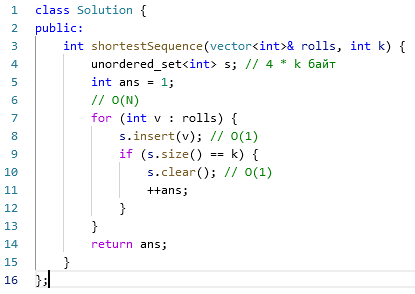 1 class Solution {
2 public:
3     int shortestSequence(vector<int>& rolls, int k) {
4         unordered_set<int> s; // 4 * k байт
5         int ans = 1;
6         // O(N)
7         for (int v : rolls) {
8             s.insert(v); // O(1)
9             if (s.size() == k) {
10                 s.clear(); // O(1)
11                 ++ans;
12             }
13         }
14         return ans;
15     }
16 };